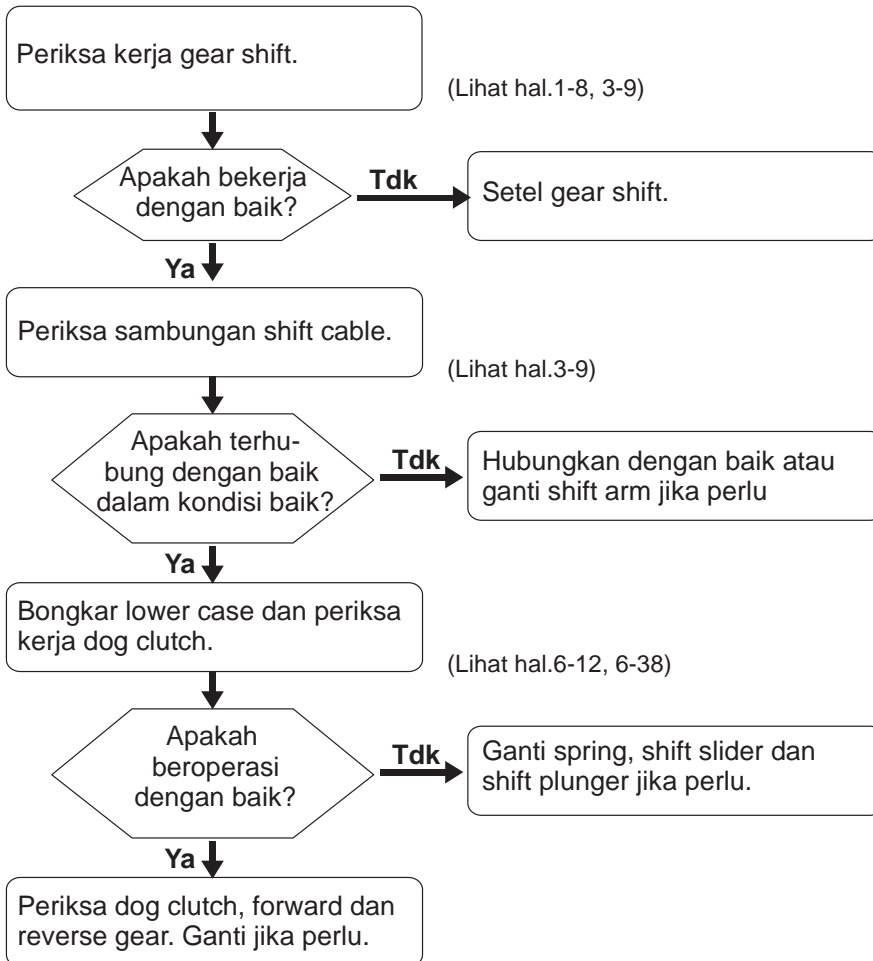 Periksa kerja gear shift.
(Lihat hal.1-8, 3-9)
Apakah bekerja
dengan baik?
Tdk
Setel gear shift.
Ya
Periksa sambungan shift cable.
(Lihat hal.3-9)
Apakah terhu-
bung dengan baik
dalam kondisi baik?
Tdk
Hubungkan dengan baik atau
ganti shift arm jika perlu
Ya
Bongkar lower case dan periksa
kerja dog clutch.
(Lihat hal.6-12, 6-38)
Apakah
beroperasi
dengan baik?
Tdk
Ganti spring, shift slider dan
shift plunger jika perlu.
Ya
Periksa dog clutch, forward dan
reverse gear. Ganti jika perlu.